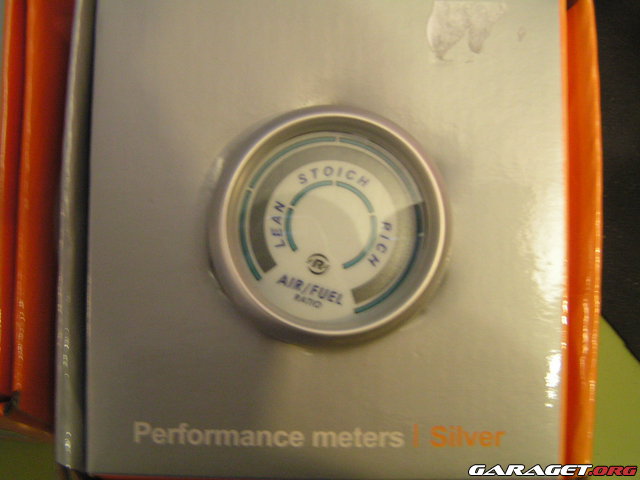 STOICH
LEAN
RICH
AIR/FUEL
RATIO
Performance meters | Silver
GARAGET.ORG